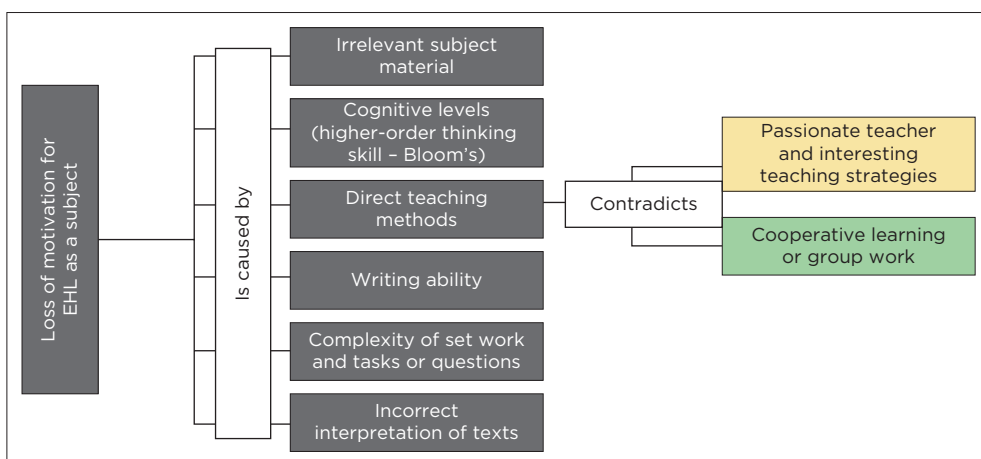 Loss of motivation for
EHL as a subject
Is caused by
Irrelevant subject
material
Cognitive levels
(higher-order thinking
skill – Bloom's)
Direct teaching
methods
Writing ability
Complexity of set work
and tasks or questions
Incorrect
interpretation of texts
Contradicts
Passionate teacher
and interesting
teaching strategies
Cooperative learning
or group work